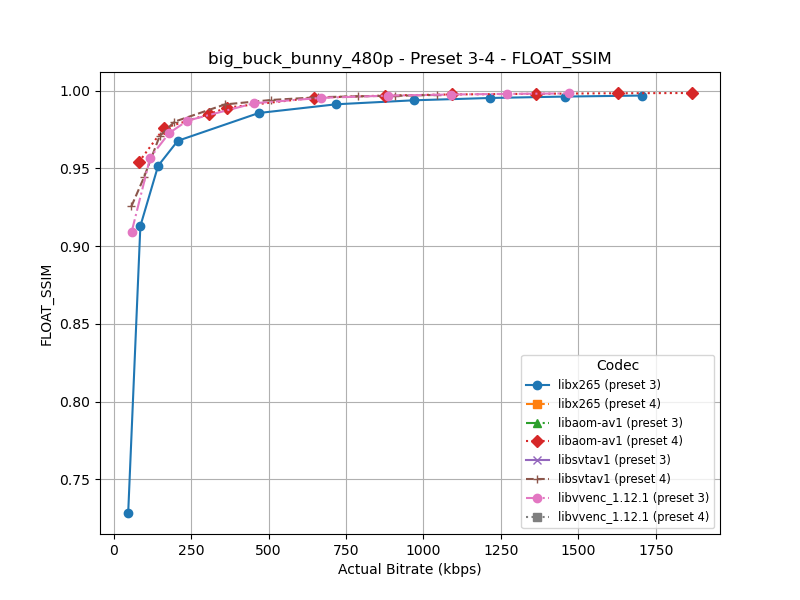 big_buck_bunny_480p - Preset 3-4 - FLOAT_SSIM
FLOAT_SSIM
1.00
0.95
0.90
0.85
0.80
0.75
0
250
500
750
1000
1250
1500
1750
Actual Bitrate (kbps)
Codec
libx265 (preset 3)
libx265 (preset 4)
libaom-av1 (preset 3)
libaom-av1 (preset 4)
libsvtav1 (preset 3)
libsvtav1 (preset 4)
libvvenc_1.12.1 (preset 3)
libvvenc_1.12.1 (preset 4)